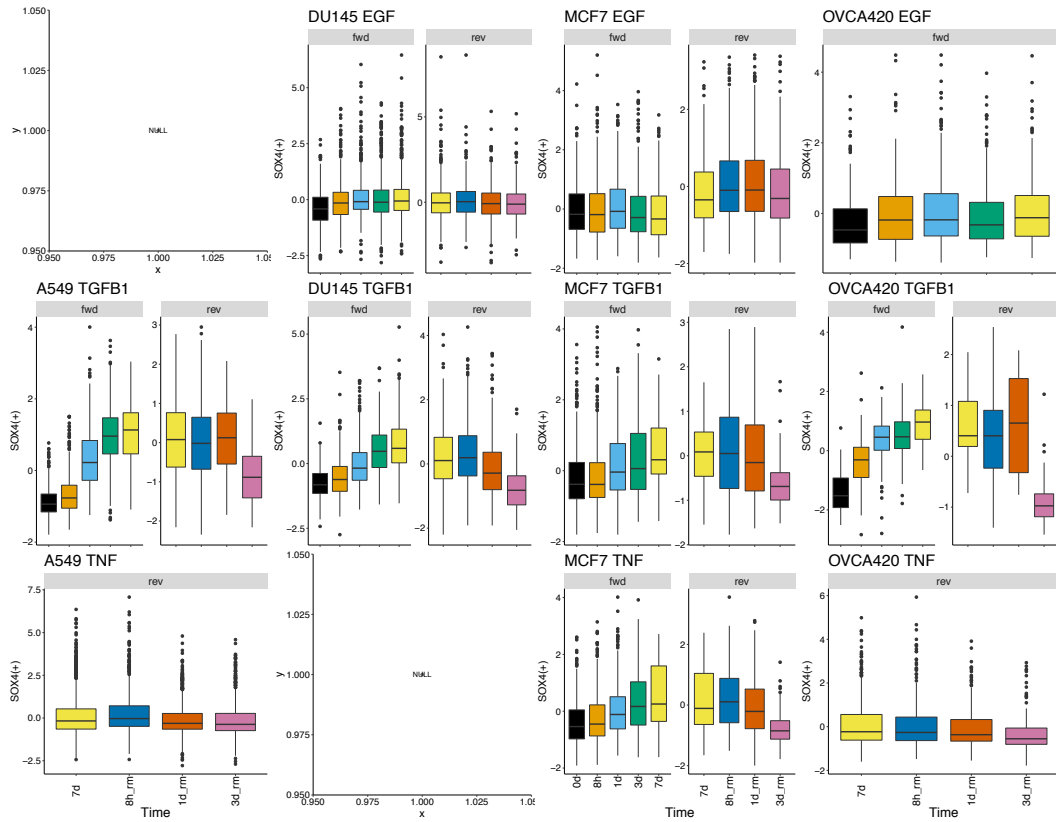 1.050
1.025
1.000
0.975
0.950
y
NULL
0.950
0.975
1.000
1.025
1.05
x
DU145 EGF
fwd
rev
SOX4(+)
5.0
2.5
0.0
−2.5
5
0
MCF7 EGF
fwd
rev
SOX4(+)
4
2
0
−2
2
0
−2
OVCA420 EGF
fwd
SOX4(+)
4
2
0
A549 TGFB1
fwd
rev
SOX4(+)
4
2
0
−2
3
2
1
0
−1
−2
DU145 TGFB1
fwd
rev
SOX4(+)
5.0
2.5
0.0
−2.5
4
2
0
−2
MCF7 TGFB1
fwd
rev
SOX4(+)
4
2
0
−2
3
2
1
0
−1
−2
OVCA420 TGFB1
fwd
rev
SOX4(+)
4
2
0
−2
2
1
0
−1
A549 TNF
rev
SOX4(+)
7.5
5.0
2.5
0.0
−2.5
7d
8h_rm
1d_rm
3d_rm
Time
1.050
1.025
1.000
0.975
0.950
y
NULL
0.950
0.975
1.000
1.025
1.05
x
MCF7 TNF
fwd
rev
SOX4(+)
4
2
0
−2
4
2
0
−2
0d
8h
1d
3d
7d
7d
8h_rm
1d_rm
3d_rm
Time
OVCA420 TNF
rev
SOX4(+)
6
4
2
0
−2
7d
8h_rm
1d_rm
3d_rm
Time